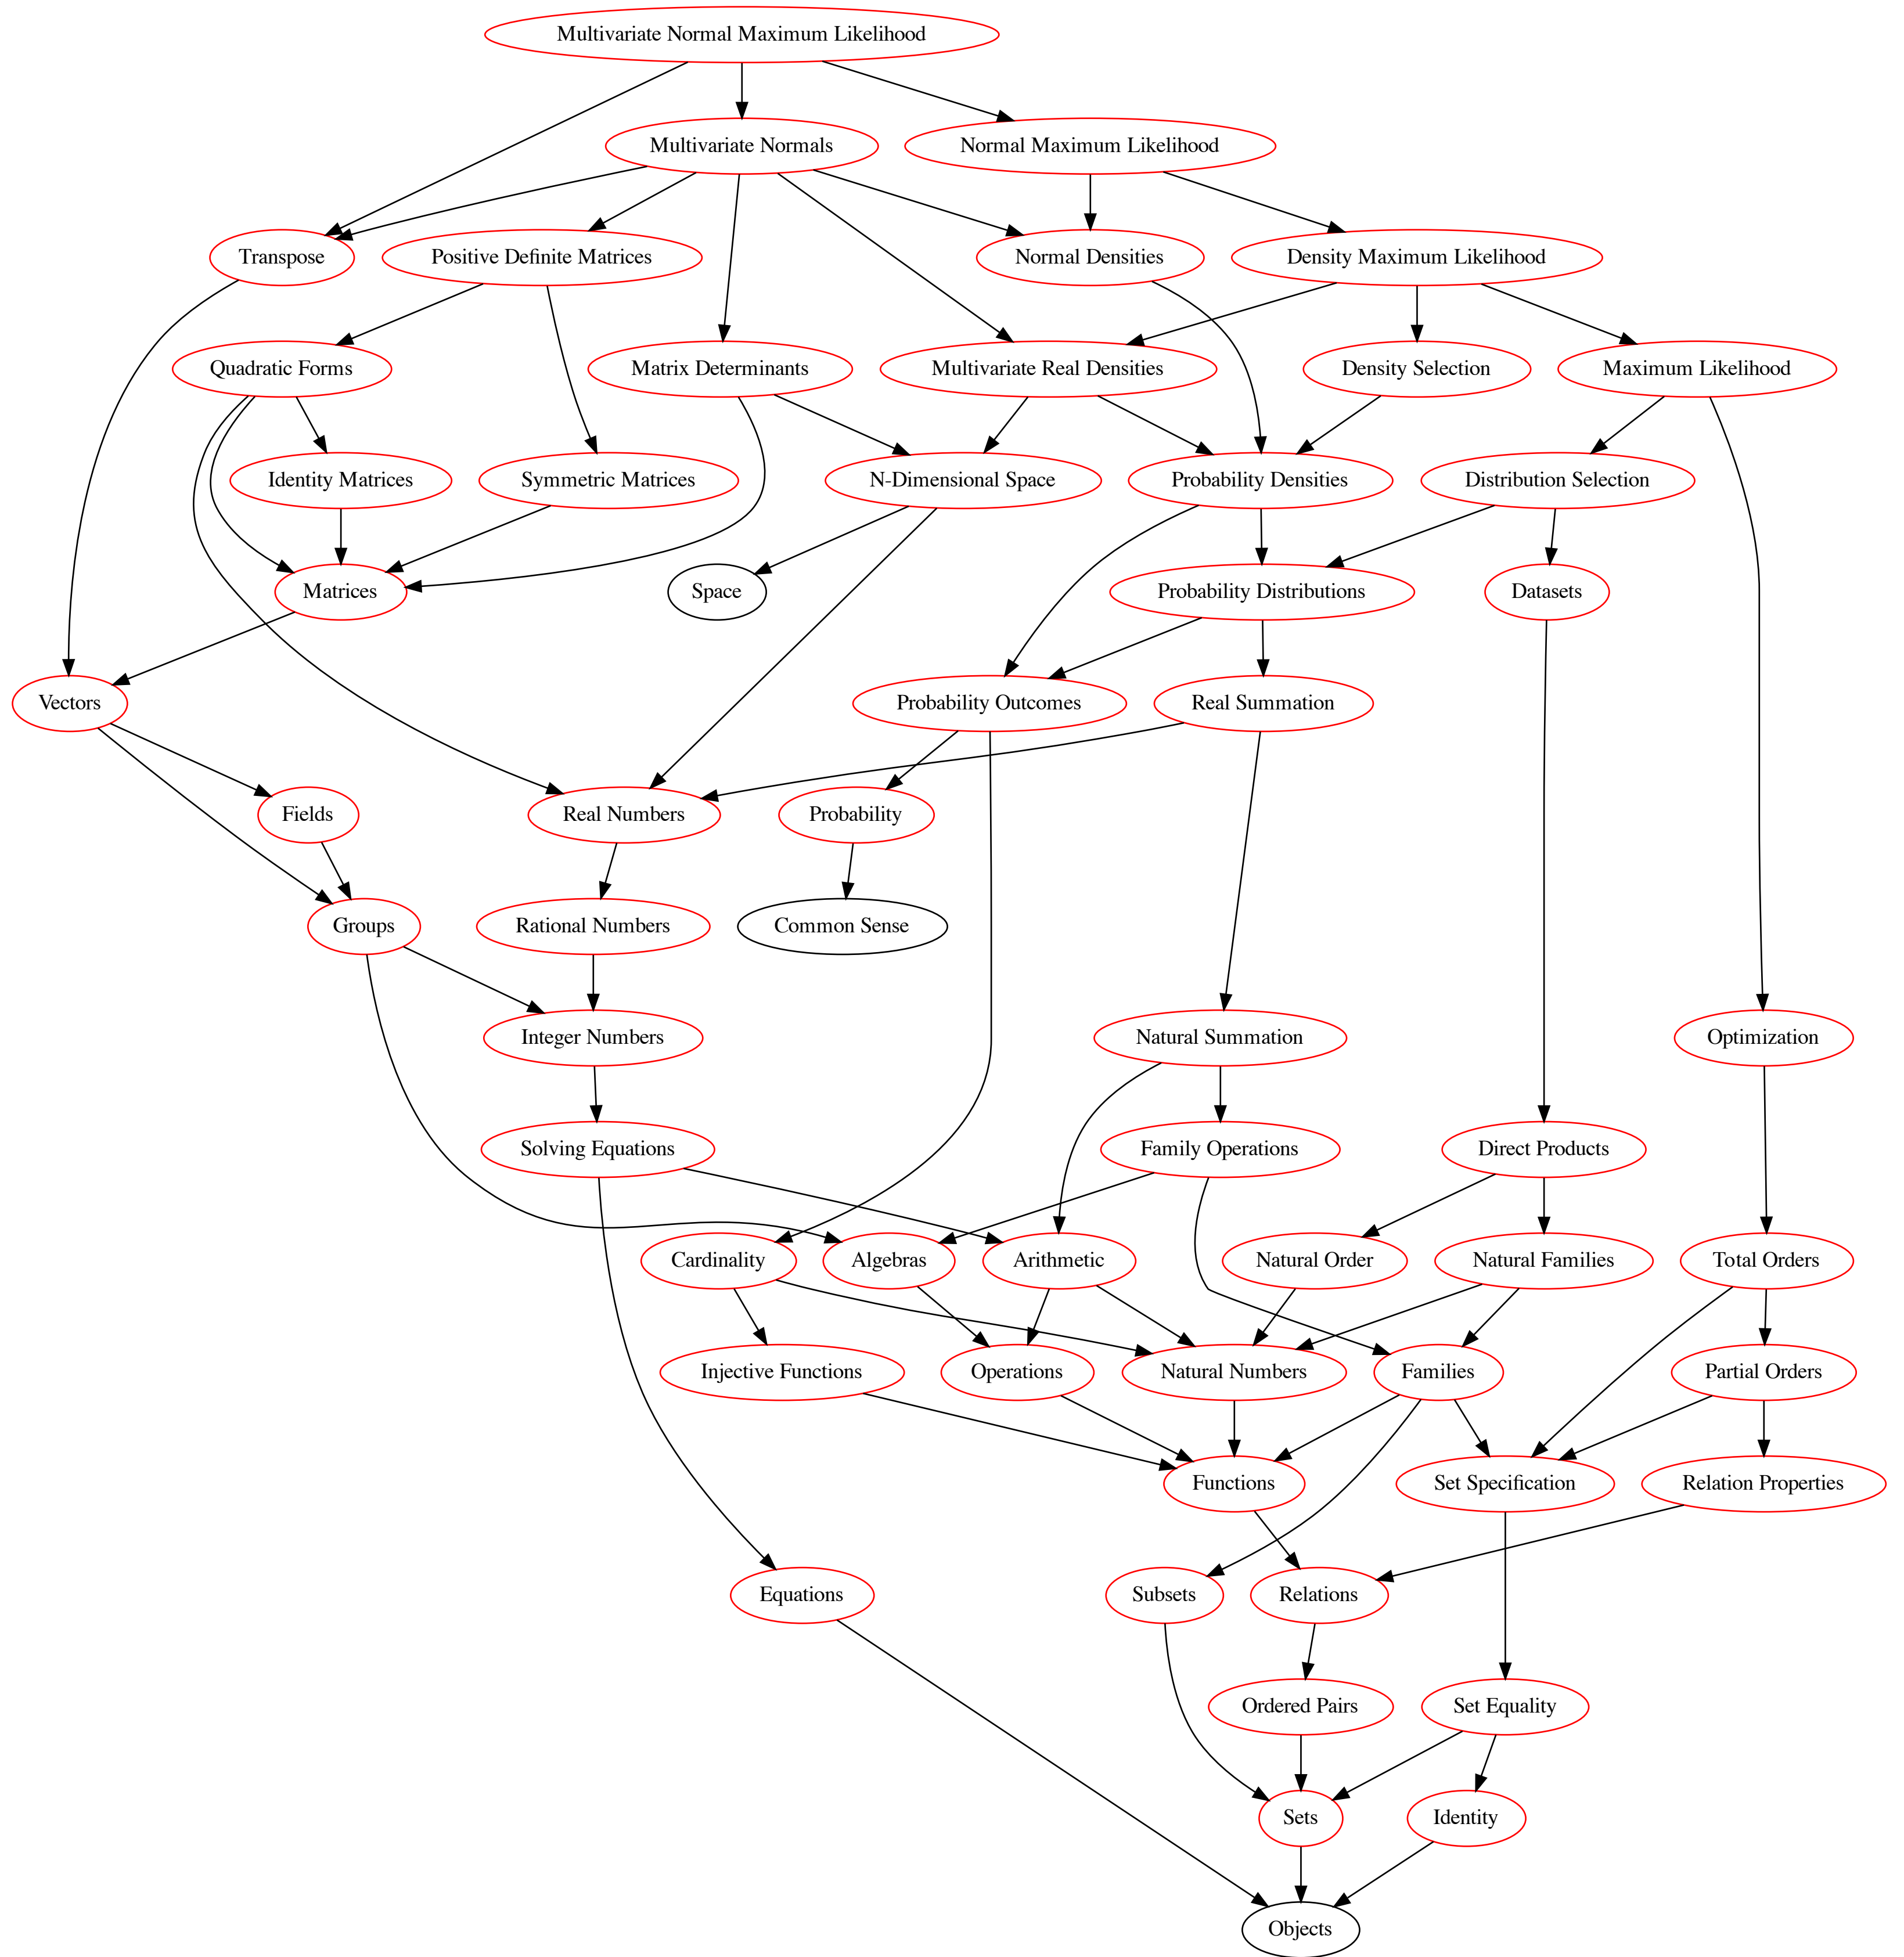 Multivariate Normal Maximum Likelihood
Multivariate Normals
Normal Maximum Likelihood
Transpose
Positive Definite Matrices
Normal Densities
Density Maximum Likelihood
Quadratic Forms
Matrix Determinants
Multivariate Real Densities
Density Selection
Maximum Likelihood
Identity Matrices
Symmetric Matrices
N-Dimensional Space
Probability Densities
Distribution Selection
Matrices
Space
Probability Distributions
Datasets
Vectors
Probability Outcomes
Real Summation
Fields
Real Numbers
Probability
Groups
Rational Numbers
Common Sense
Integer Numbers
Natural Summation
Optimization
Solving Equations
Family Operations
Direct Products
Cardinality
Algebras
Arithmetic
Natural Order
Natural Families
Total Orders
Injective Functions
Operations
Natural Numbers
Families
Partial Orders
Functions
Set Specification
Relation Properties
Equations
Subsets
Relations
Ordered Pairs
Set Equality
Sets
Identity
Objects